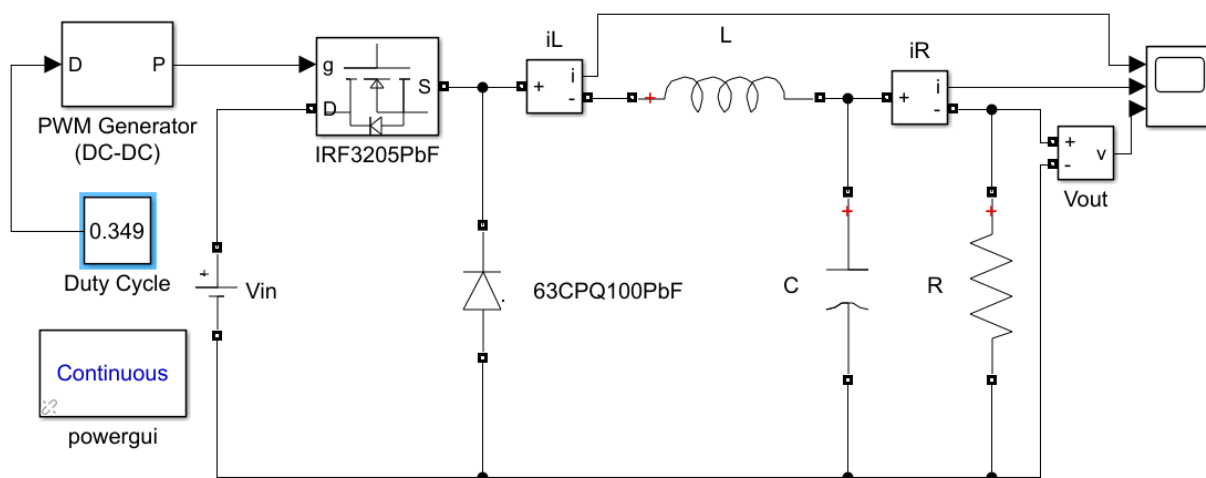 D
P
PWM Generator
(DC-DC)
0.349
Duty Cycle
Continuous
powergui
+
Vin
g
D
S
IRF3205PbF
63CPQ100PbF
iL
+
i
-
L
+
C
+
iR
+
i
-
R
+
+
-
v
Vout